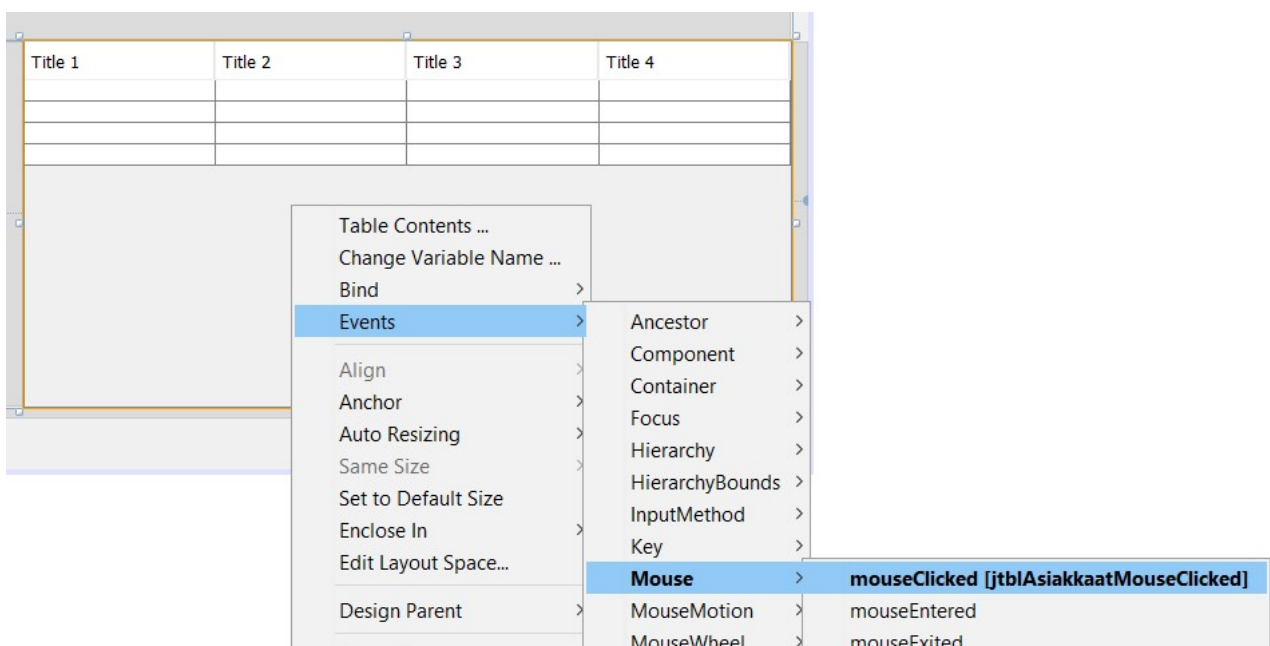 Title 1 Title 2 Title 3 Title 4
Table Contents ...
Change Variable Name ...
Bind
Events
Align
Anchor
Auto Resizing
Same Size
Set to Default Size
Enclose In
Edit Layout Space...
Design Parent
Ancestor
Component
Container
Focus
Hierarchy
HierarchyBounds
InputMethod
Key
Mouse
MouseMotion
MouseWheel
mouseClicked [jtblAsiakkaatMouseClicked]
mouseEntered
mouseExited